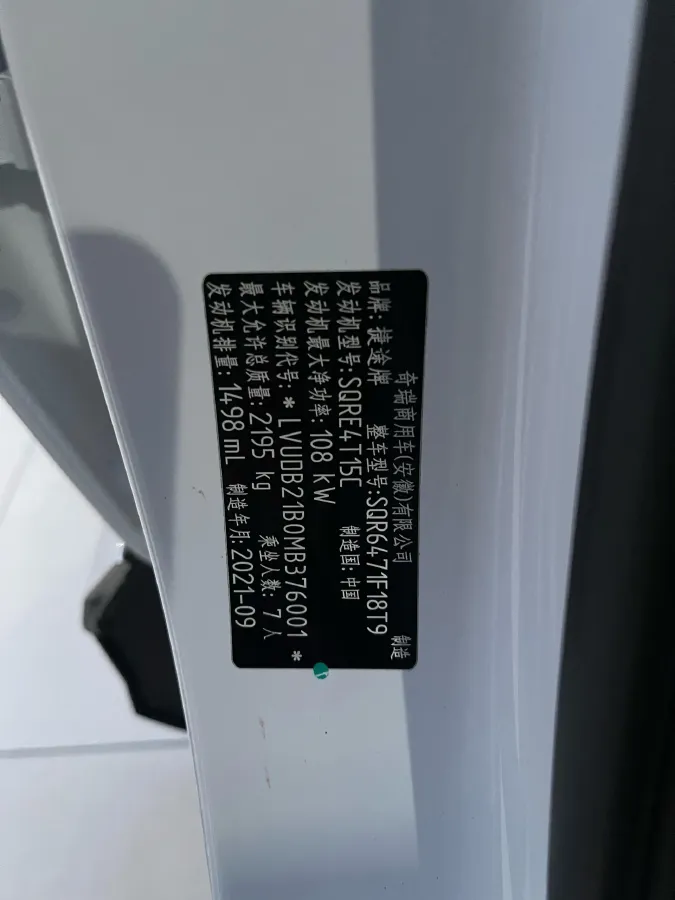 奇瑞商用车(安徽)有限公司 制造
品牌: 捷途牌 整车型号:SQR6471F18T9
发动机型号:SQRE4T15C 制造国: 中国
发动机最大净功率: 108 kW
车辆识别代号: * LVUDB21B0MB376001 *
最大允许总质量: 2195 kg 乘坐人数: 7 人
发动机排量: 1498 mL 制造年月: 2021-09